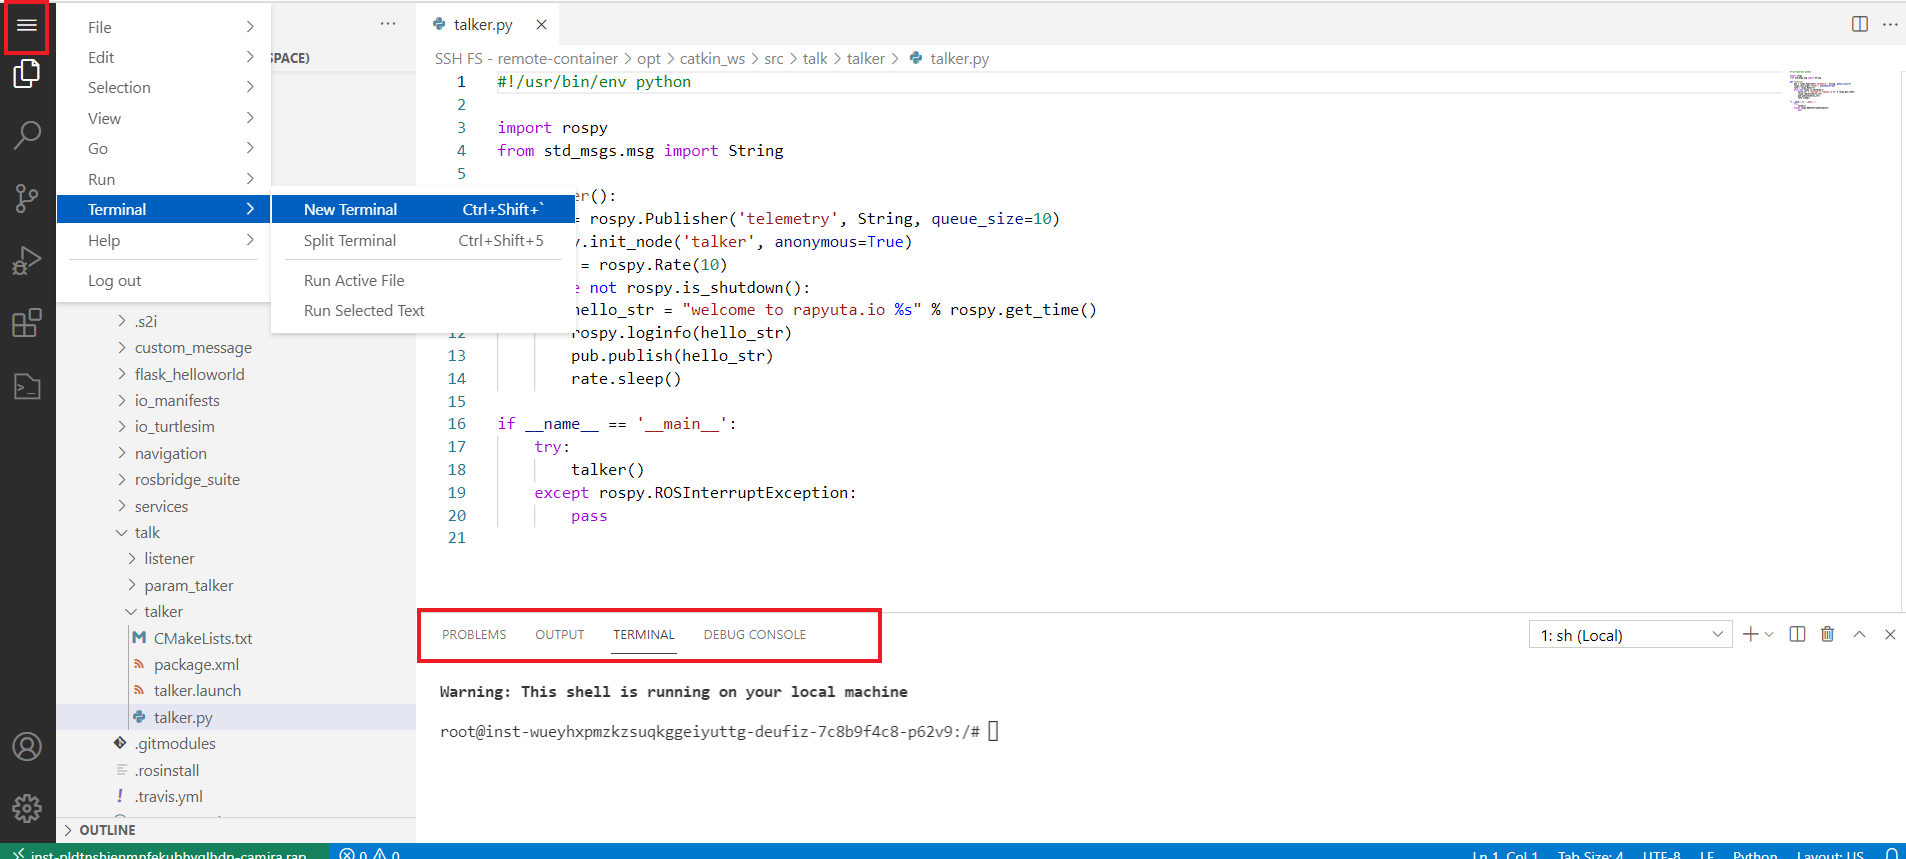 File
Edit
Selection
View
Go
Run
Terminal
Help
Log out
New Terminal Ctrl+Shift+`
Split Terminal Ctrl+Shift+5
Run Active File
Run Selected Text
PACE)
.s2i
custom_message
flask_helloworld
io_manifests
io_turtlesim
navigation
rosbridge_suite
services
talk
listener
param_talker
talker
CMakeLists.txt
package.xml
talker.launch
talker.py
.gitmodules
.rosinstall
.travis.yml
OUTLINE
talker.py
SSH FS - remote-container > opt > catkin_ws > src > talk > talker > talker.py
1 #!/usr/bin/env python
2
3 import rospy
4 from std_msgs.msg import String
5
er():
= rospy.Publisher('telemetry', String, queue_size=10)
y.init_node('talker', anonymous=True)
= rospy.Rate(10)
e not rospy.is_shutdown():
hello_str = "welcome to rapyuta.io %s" % rospy.get_time()
12 rospy.loginfo(hello_str)
13 pub.publish(hello_str)
14 rate.sleep()
15
16 if __name__ == '__main__':
17 try:
18 talker()
19 except rospy.ROSInterruptException:
20 pass
21
PROBLEMS OUTPUT TERMINAL DEBUG CONSOLE
1: sh (Local)
Warning: This shell is running on your local machine
root@inst-wueyhxpmzkzsuqkggeiyuttg-deufiz-7c8b9f4c8-p62v9:/#
0 0
Ln 1, Col 1 Tab Size: 4 UTF-8 LF Python Layout: US